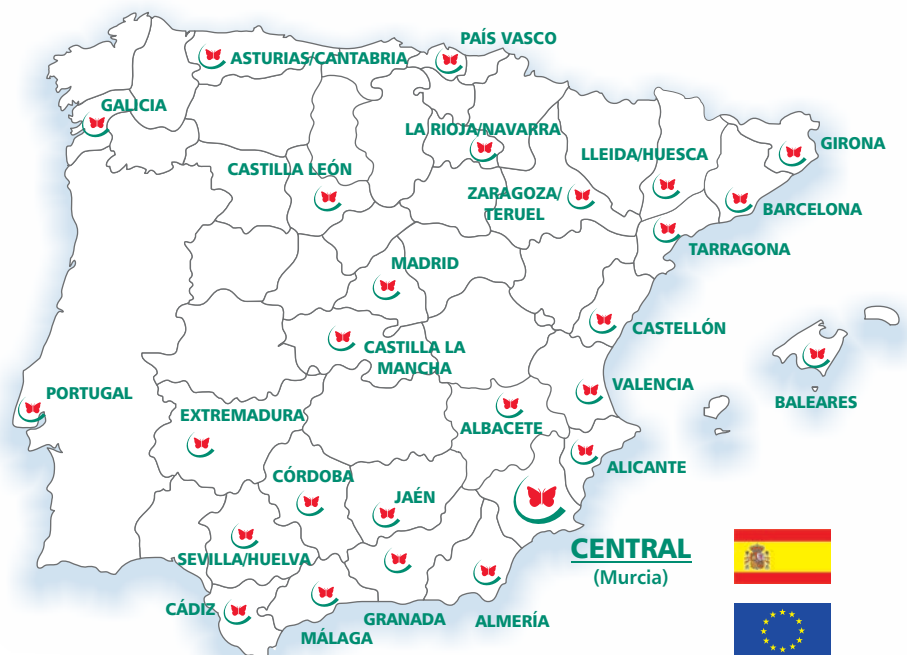 PAÍS VASCO
ASTURIAS/CANTABRIA
GALICIA
LA RIOJA/NAVARRA
GIRONA
LLEIDA/HUESCA
CASTILLA LEÓN
ZARAGOZA/
TERUEL
BARCELONA
TARRAGONA
MADRID
CASTELLÓN
CASTILLA LA
MANCHA
VALENCIA
PORTUGAL
BALEARES
EXTREMADURA
ALBACETE
ALICANTE
CÓRDOBA
JAÉN
CENTRAL
(Murcia)
SEVILLA/HUELVA
CÁDIZ
GRANADA
ALMERÍA
MÁLAGA